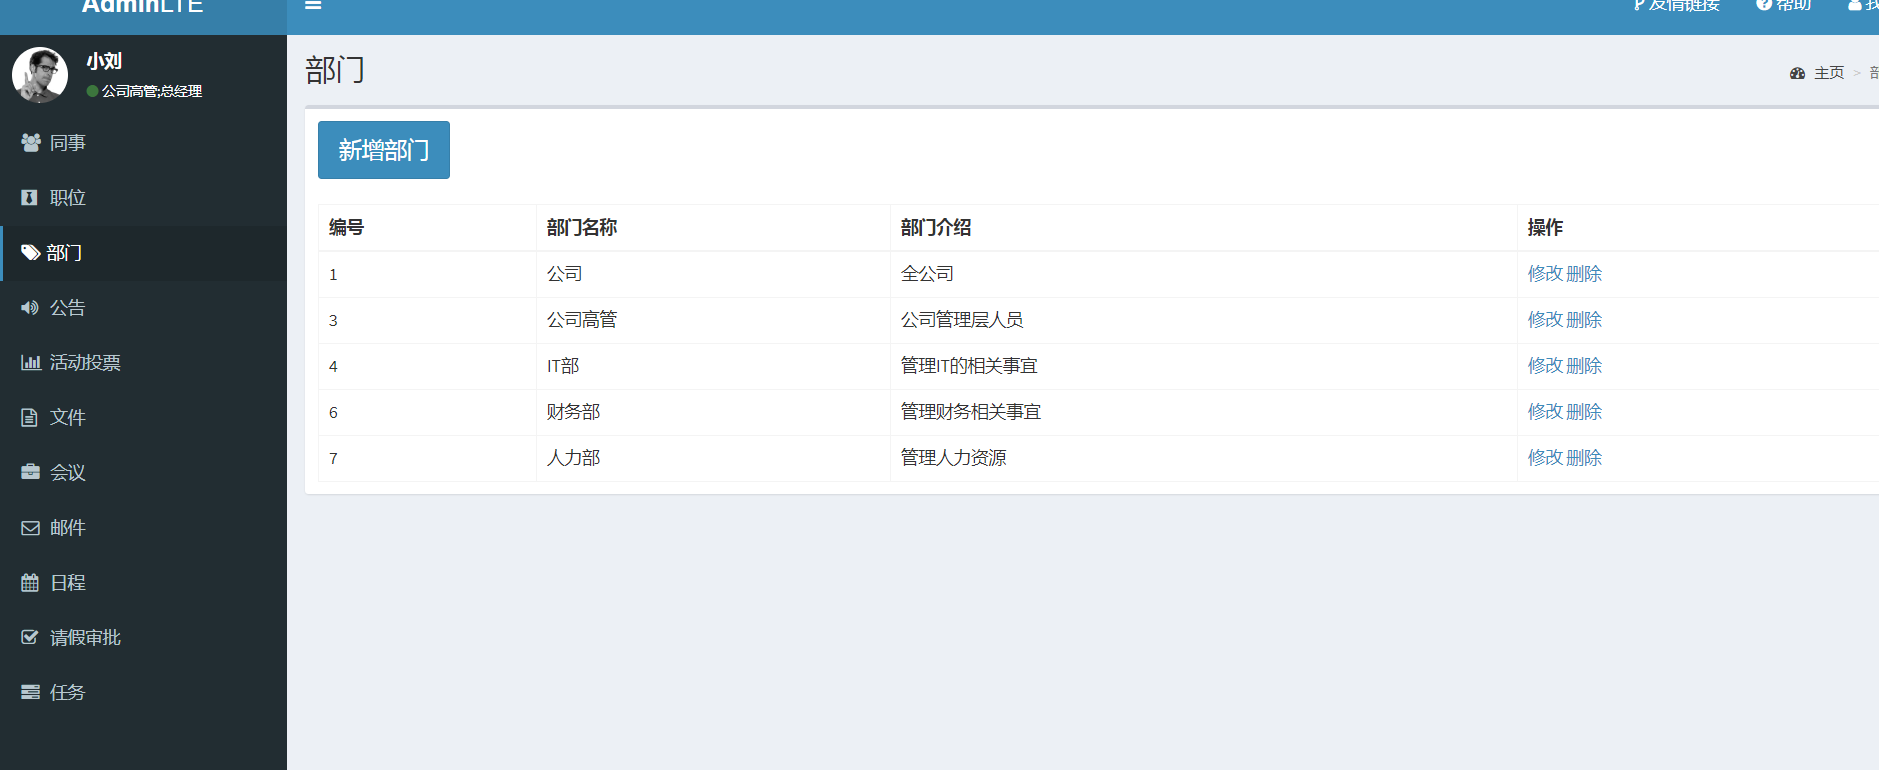 AdminLTE
友情链接 帮助
小刘
公司高管;总经理
同事
职位
部门
公告
活动投票
文件
会议
邮件
日程
请假审批
任务
部门
主页 >
新增部门
编号 部门名称 部门介绍 操作
1 公司 全公司 修改 删除
3 公司高管 公司管理层人员 修改 删除
4 IT部 管理IT的相关事宜 修改 删除
6 财务部 管理财务相关事宜 修改 删除
7 人力部 管理人力资源 修改 删除